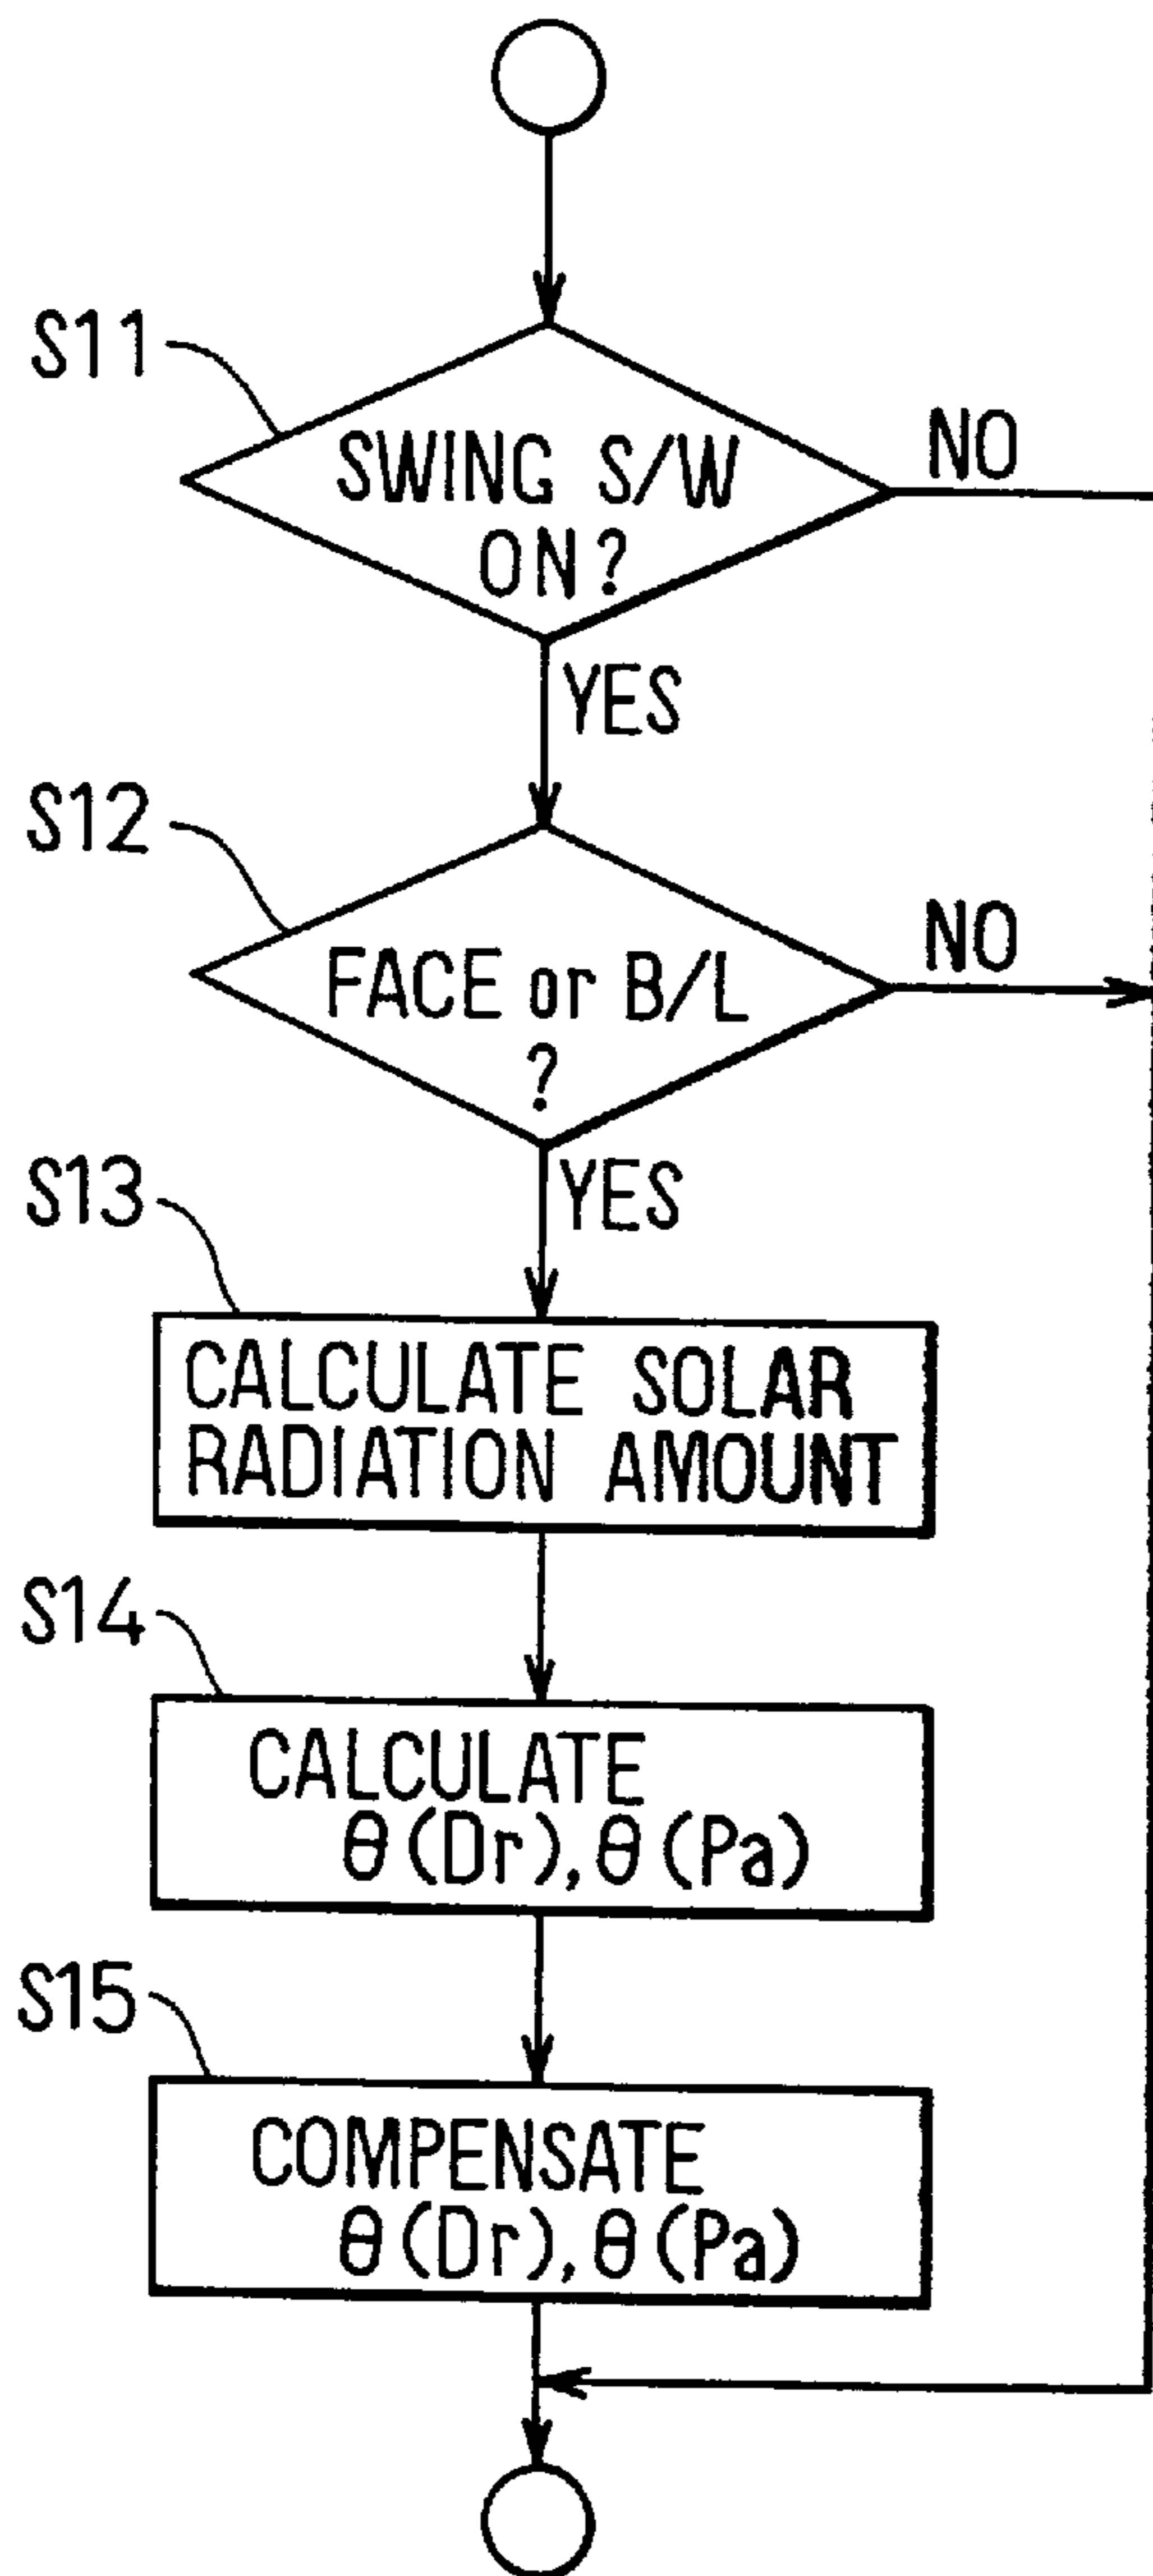 S11
SWING S/W
ON?
NO
YES
S12
FACE or B/L
?
NO
YES
S13
CALCULATE SOLAR
RADIATION AMOUNT
S14
CALCULATE
θ(Dr), θ(Pa)
S15
COMPENSATE
θ(Dr), θ(Pa)